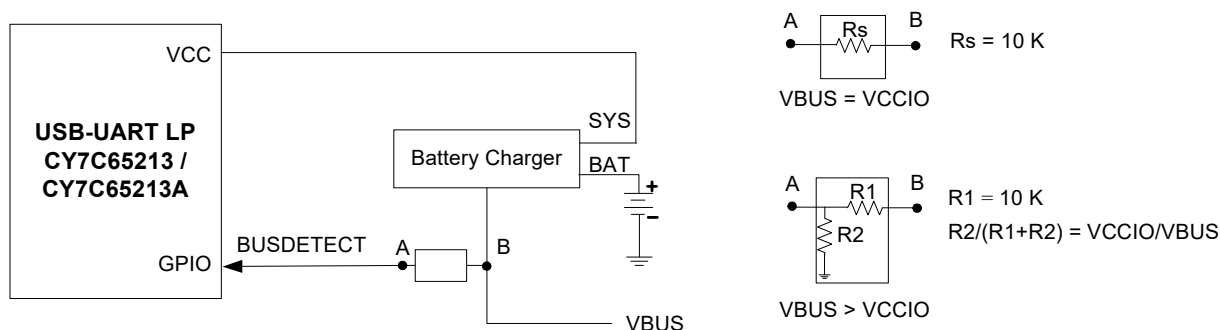 VCC
USB-UART LP
CY7C65213 /
CY7C65213A
GPIO
BUSDETECT
A
B
VBUS
SYS
Battery Charger
BAT
+
-
A
Rs
B
Rs = 10 K
VBUS = VCCIO
A
R1
B
R2
R1 = 10 K
R2/(R1+R2) = VCCIO/VBUS
VBUS > VCCIO